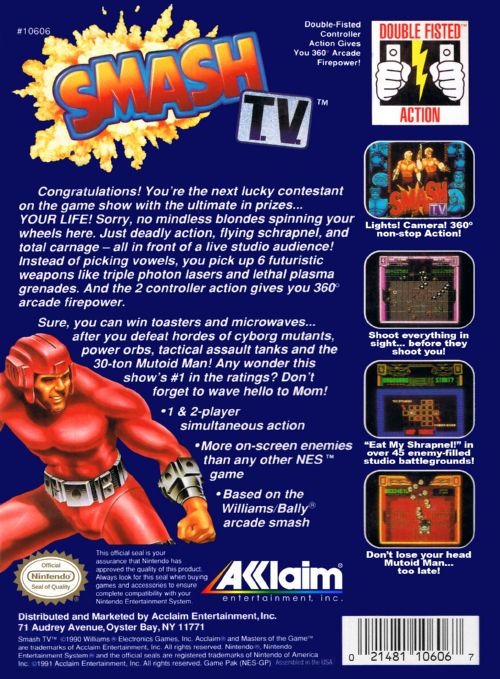 #10606
Double-Fisted
Controller
Action Gives
You 360° Arcade
Firepower!
DOUBLE FISTED™
ACTION
SMASH
T.V.™
Congratulations! You're the next lucky contestant
on the game show with the ultimate in prizes...
YOUR LIFE! Sorry, no mindless blondes spinning your
wheels here. Just deadly action, flying schrapnel, and
total carnage – all in front of a live studio audience!
Instead of picking vowels, you pick up 6 futuristic
weapons like triple photon lasers and lethal plasma
grenades. And the 2 controller action gives you 360°
arcade firepower.
Sure, you can win toasters and microwaves...
after you defeat hordes of cyborg mutants,
power orbs, tactical assault tanks and the
30-ton Mutoid Man! Any wonder this
show's #1 in the ratings? Don't
forget to wave hello to Mom!
•1 & 2-player
simultaneous action
•More on-screen enemies
than any other NES™
game
•Based on the
Williams/Bally®
arcade smash
SMASH
TV
Lights! Camera! 360°
non-stop Action!
Shoot everything in
sight... before they
shoot you!
"Eat My Shrapnel!" in
over 45 enemy-filled
studio battlegrounds!
Don't lose your head
Mutoid Man...
too late!
Official
Nintendo®
Seal of Quality
This official seal is your
assurance that Nintendo has
approved the quality of this product.
Always look for this seal when buying
games and accessories to ensure
complete compatibility with your
Nintendo Entertainment System.
AKKlaim®
entertainment, inc.
Distributed and Marketed by Acclaim Entertainment, Inc.
71 Audrey Avenue, Oyster Bay, NY 11771
Smash TV™ ©1990 Williams® Electronics Games, Inc. Acclaim® and Masters of the Game™
are trademarks of Acclaim Entertainment, Inc. All rights reserved. Nintendo®, Nintendo
Entertainment System® and the official seals are registered trademarks of Nintendo of America
Inc. ©1991 Acclaim Entertainment, Inc. All rights reserved. Game Pak (NES-GP) Assembled in the USA
0 21481 10606 7